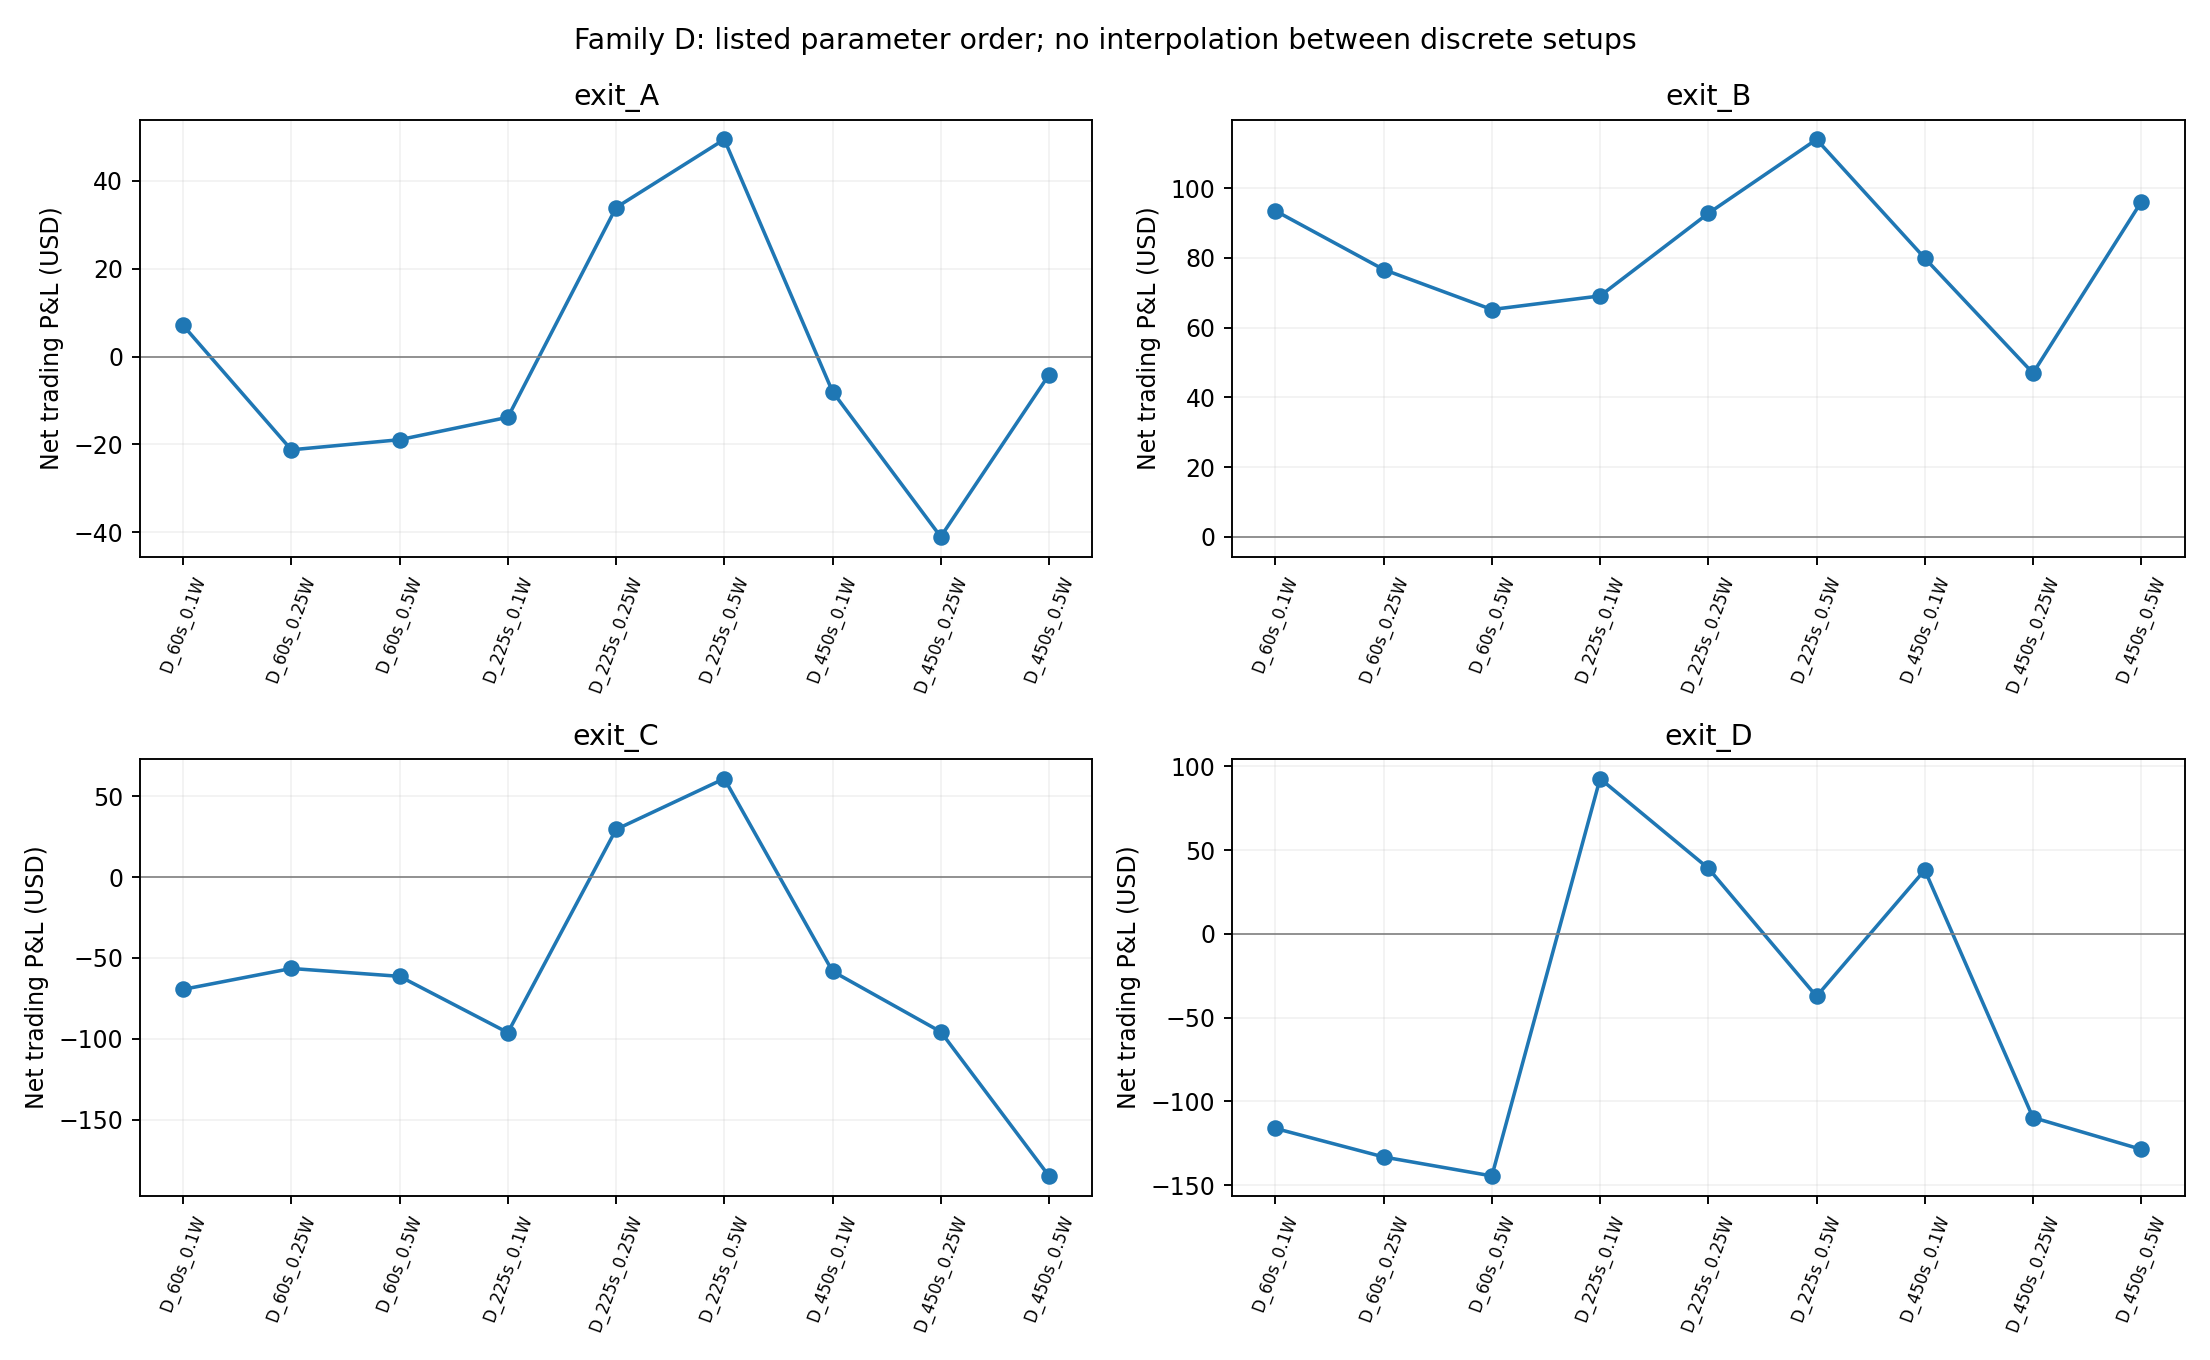 Family D: listed parameter order; no interpolation between discrete setups
exit_A
Net trading P&L (USD)
40
20
0
−20
−40
D_60s_0.1W
D_60s_0.25W
D_60s_0.5W
D_225s_0.1W
D_225s_0.25W
D_225s_0.5W
D_450s_0.1W
D_450s_0.25W
D_450s_0.5W
exit_B
Net trading P&L (USD)
100
80
60
40
20
0
D_60s_0.1W
D_60s_0.25W
D_60s_0.5W
D_225s_0.1W
D_225s_0.25W
D_225s_0.5W
D_450s_0.1W
D_450s_0.25W
D_450s_0.5W
exit_C
Net trading P&L (USD)
50
0
−50
−100
−150
D_60s_0.1W
D_60s_0.25W
D_60s_0.5W
D_225s_0.1W
D_225s_0.25W
D_225s_0.5W
D_450s_0.1W
D_450s_0.25W
D_450s_0.5W
exit_D
Net trading P&L (USD)
100
50
0
−50
−100
−150
D_60s_0.1W
D_60s_0.25W
D_60s_0.5W
D_225s_0.1W
D_225s_0.25W
D_225s_0.5W
D_450s_0.1W
D_450s_0.25W
D_450s_0.5W